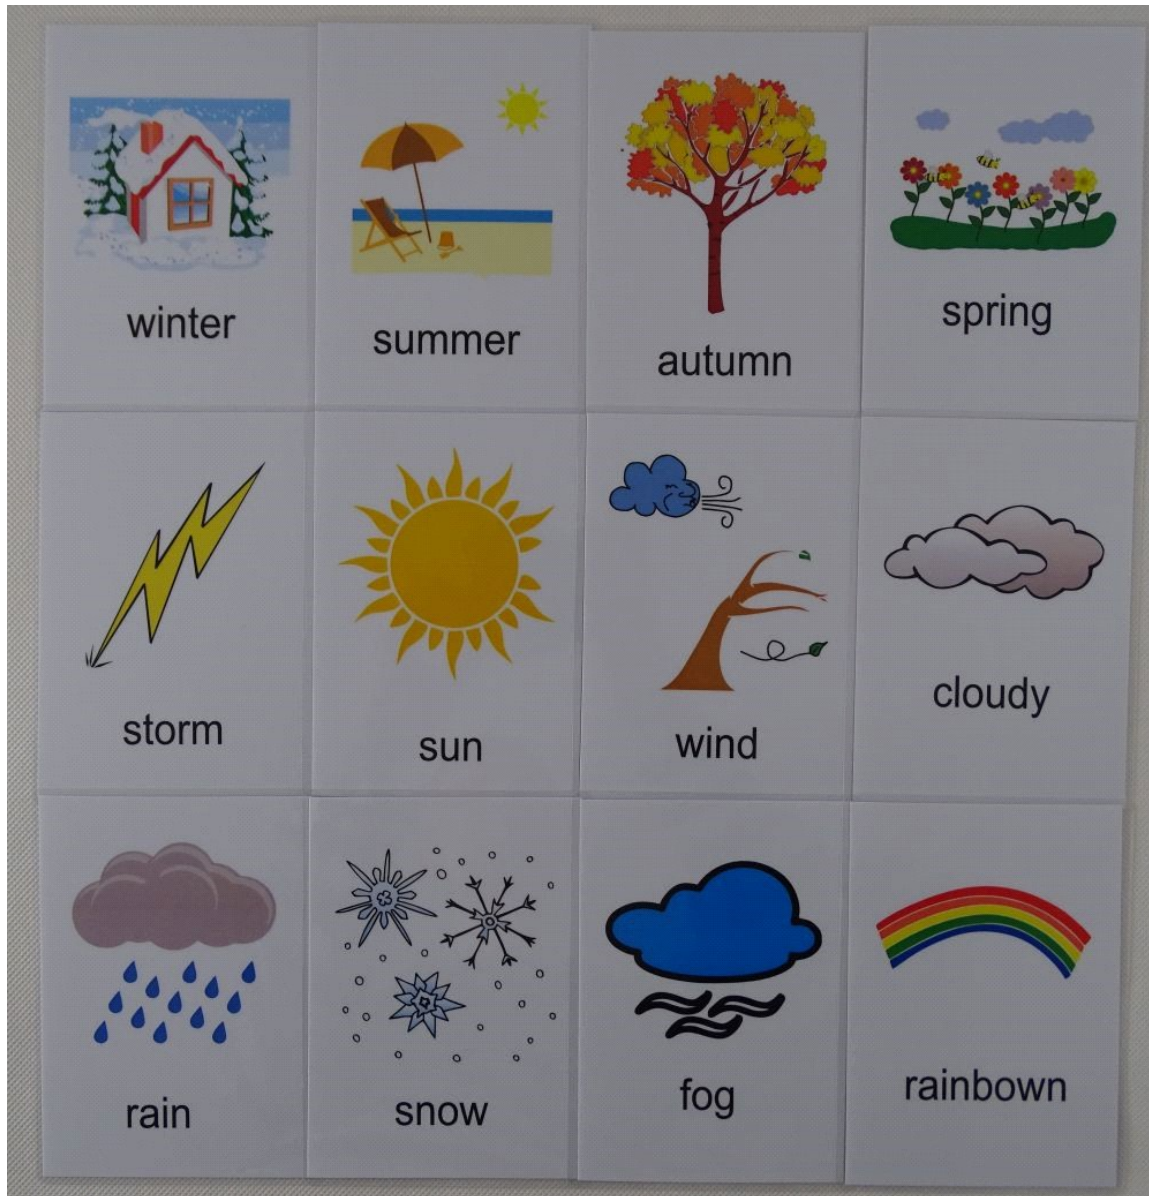 winter
summer
autumn
spring
storm
sun
wind
cloudy
rain
snow
fog
rainbown